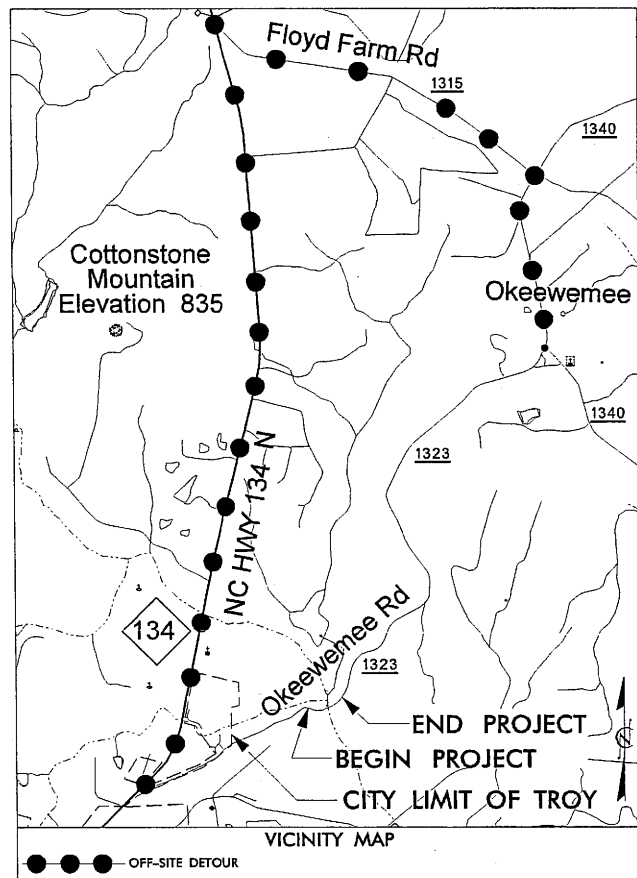 Floyd Farm Rd
1315
1340
Cottonstone
Mountain
Elevation 835
Okeewemee
1340
1323
NC HWY 134 N
134
Okeewemee Rd
1323
END PROJECT
BEGIN PROJECT
CITY LIMIT OF TROY
VICINITY MAP
OFF-SITE DETOUR